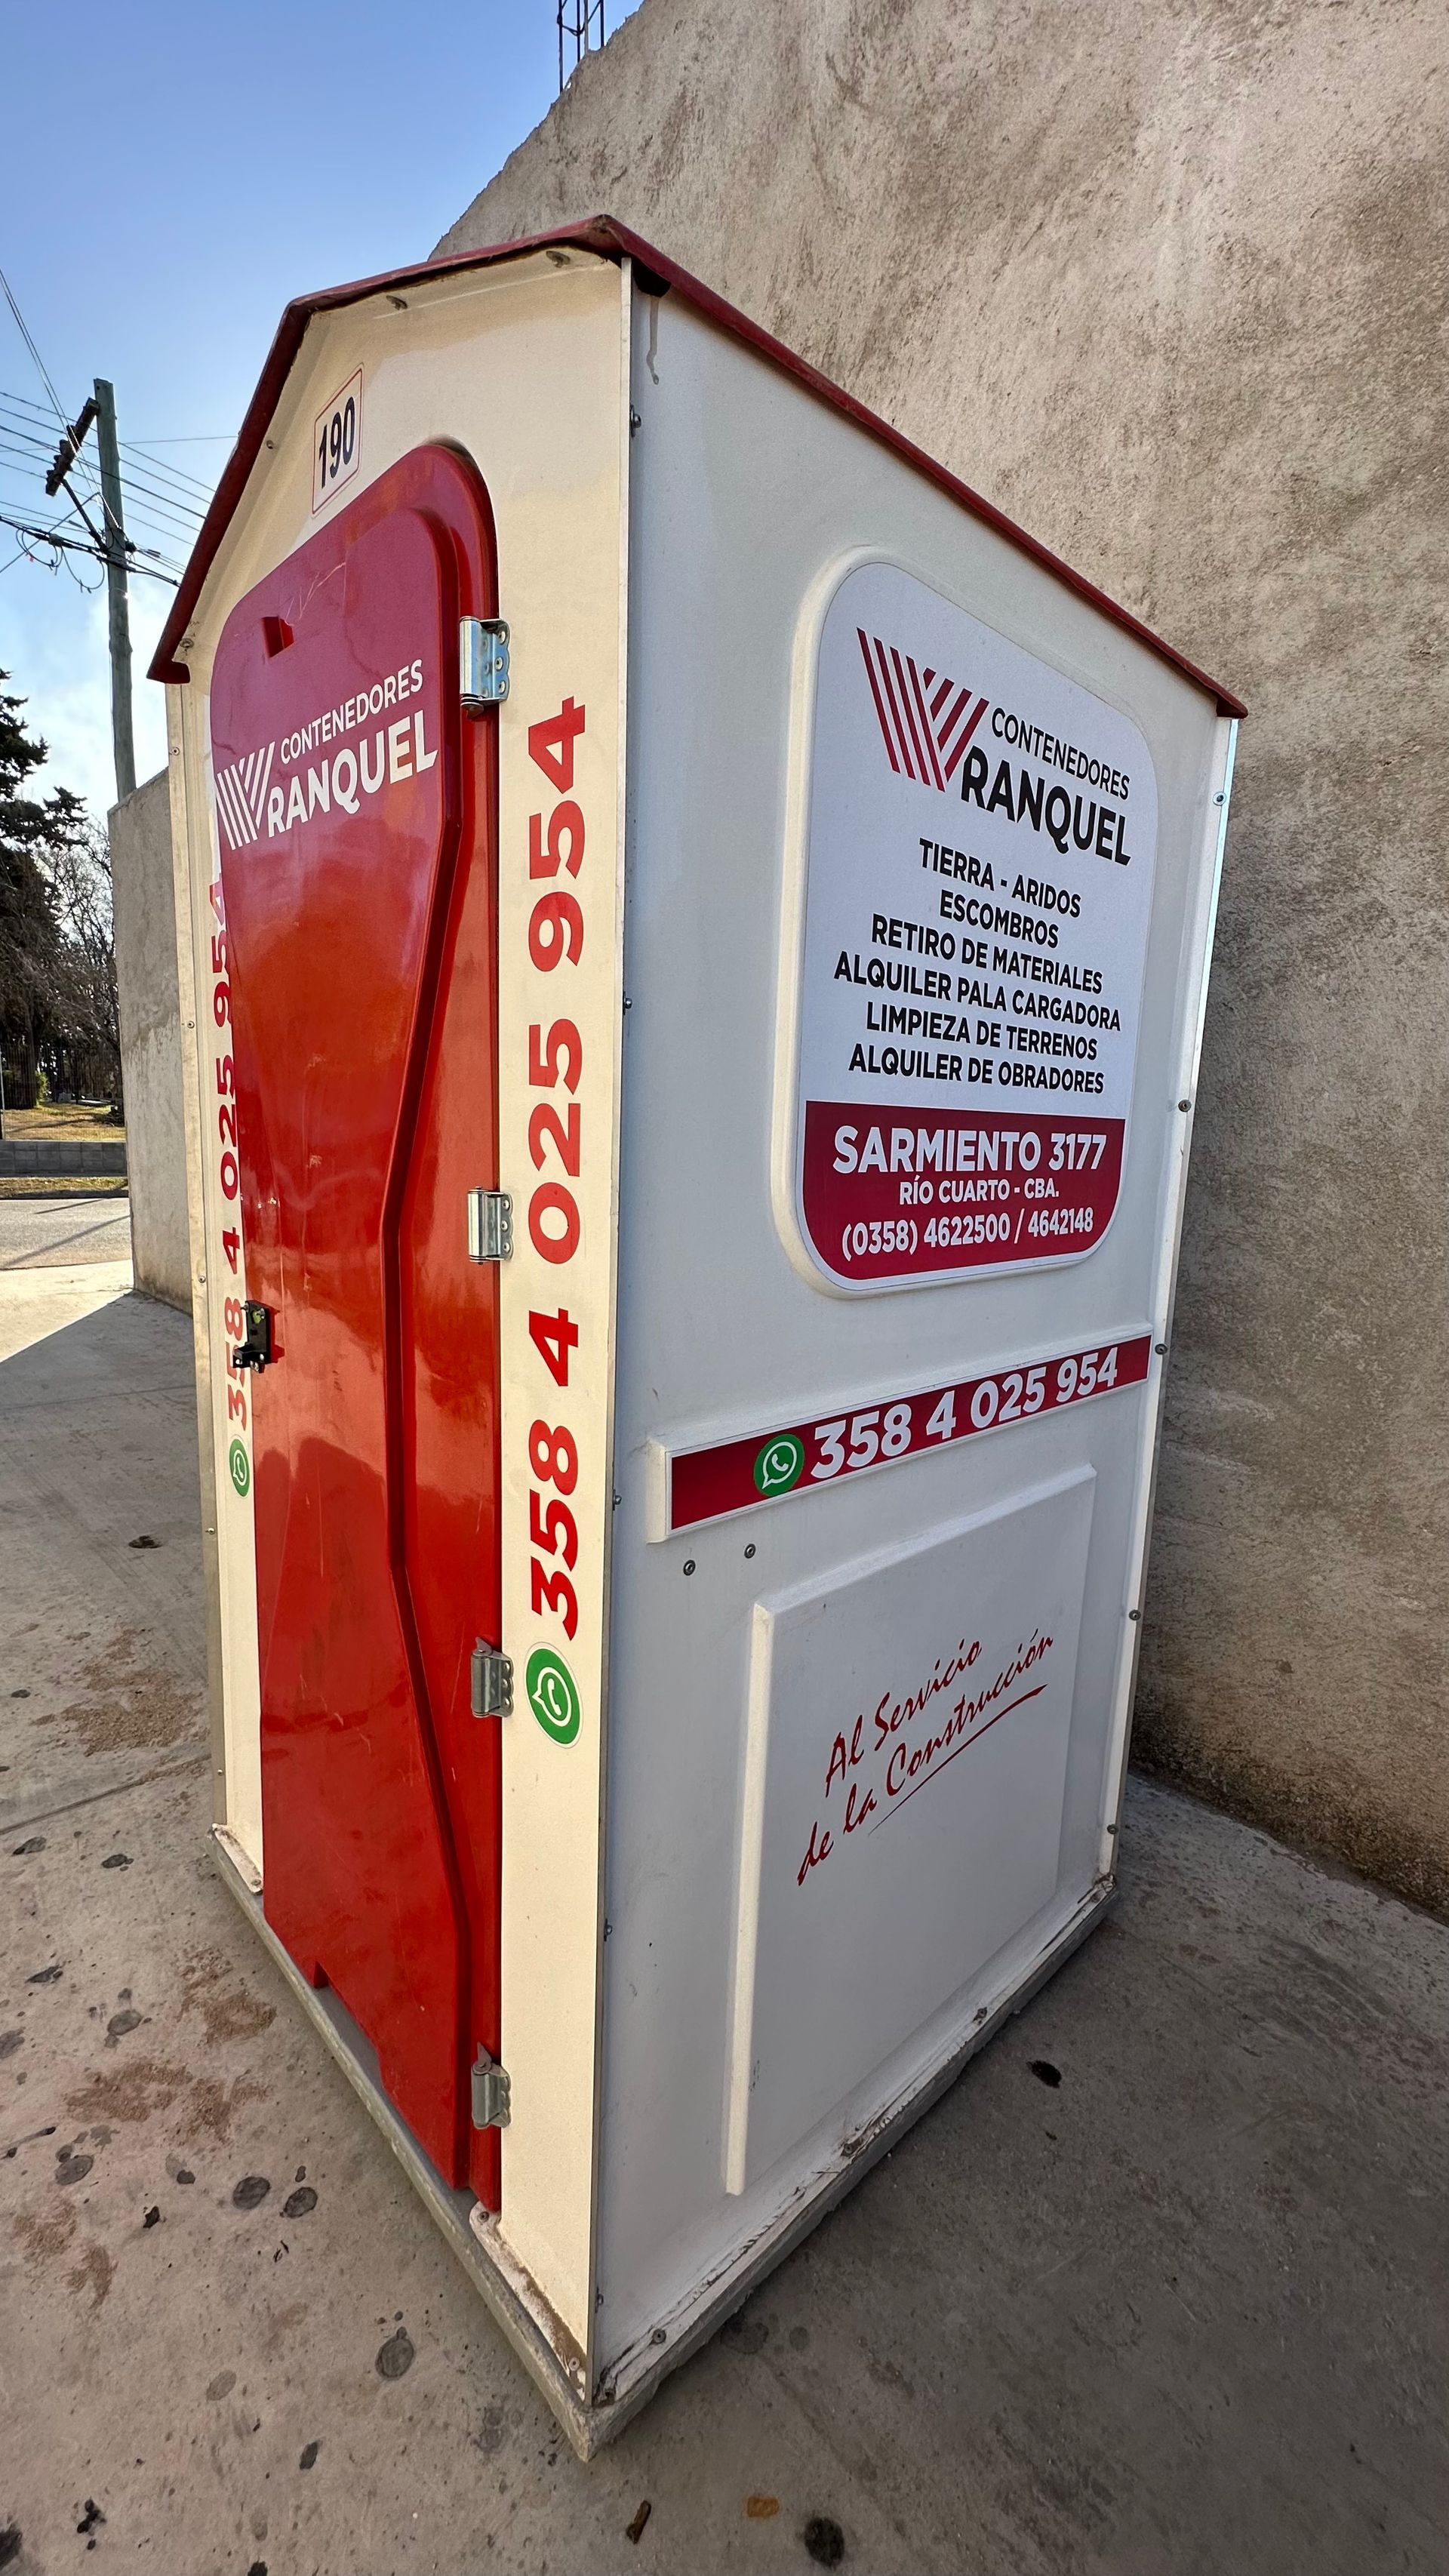 190
CONTENEDORES
RANQUEL
358 4 025 954
358 4 025 954
CONTENEDORES
RANQUEL
TIERRA - ARIDOS
ESCOMBROS
RETIRO DE MATERIALES
ALQUILER PALA CARGADORA
LIMPIEZA DE TERRENOS
ALQUILER DE OBRADORES
SARMIENTO 3177
RÍO CUARTO - CBA.
(0358) 4622500 / 4642148
358 4 025 954
Al Servicio
de la Construcción